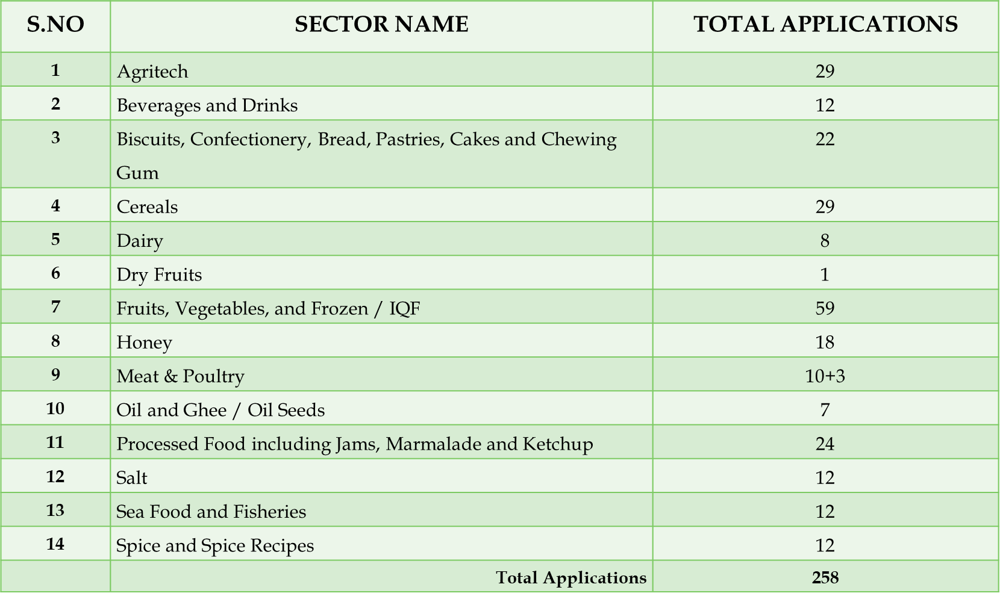 S.NO SECTOR NAME TOTAL APPLICATIONS
1 Agritech 29
2 Beverages and Drinks 12
3 Biscuits, Confectionery, Bread, Pastries, Cakes and Chewing 22
Gum
4 Cereals 29
5 Dairy 8
6 Dry Fruits 1
7 Fruits, Vegetables, and Frozen / IQF 59
8 Honey 18
9 Meat & Poultry 10+3
10 Oil and Ghee / Oil Seeds 7
11 Processed Food including Jams, Marmalade and Ketchup 24
12 Salt 12
13 Sea Food and Fisheries 12
14 Spice and Spice Recipes 12
Total Applications 258